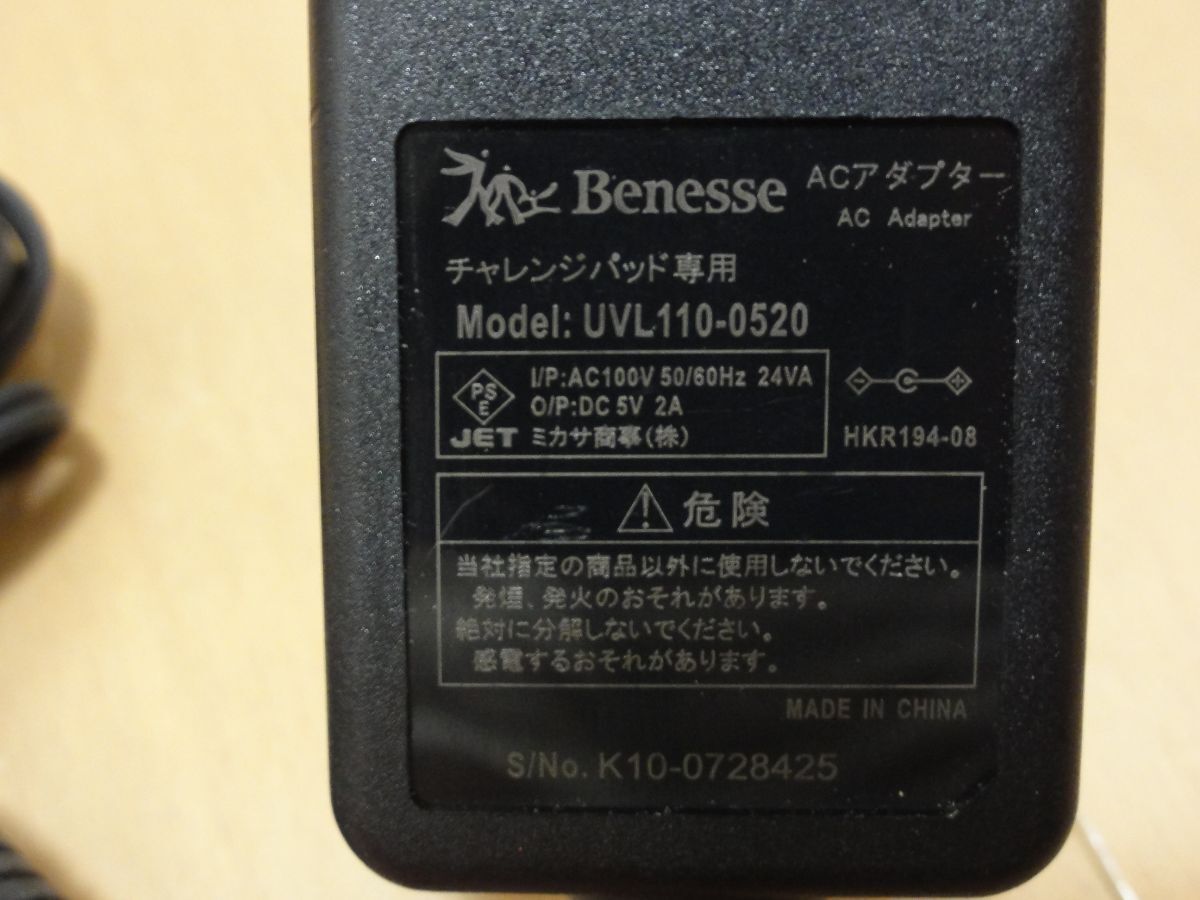 Benesse ACアダプター
AC Adapter
チャレンジパッド専用
Model: UVL110-0520
PSE
I/P:AC100V 50/60Hz 24VA
O/P:DC 5V 2A
JET ミカサ商事(株)
- +
HKR194-08
危険
当社指定の商品以外に使用しないでください。
発煙、発火のおそれがあります。
絶対に分解しないでください。
感電するおそれがあります。
MADE IN CHINA
S/No. K10-0728425